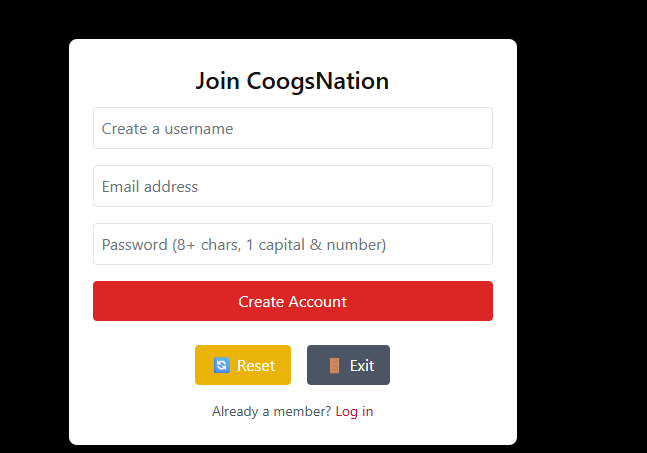 Join CoogsNation
Create a username
Email address
Password (8+ chars, 1 capital & number)
Create Account
🔄 Reset
🚪 Exit
Already a member? Log in